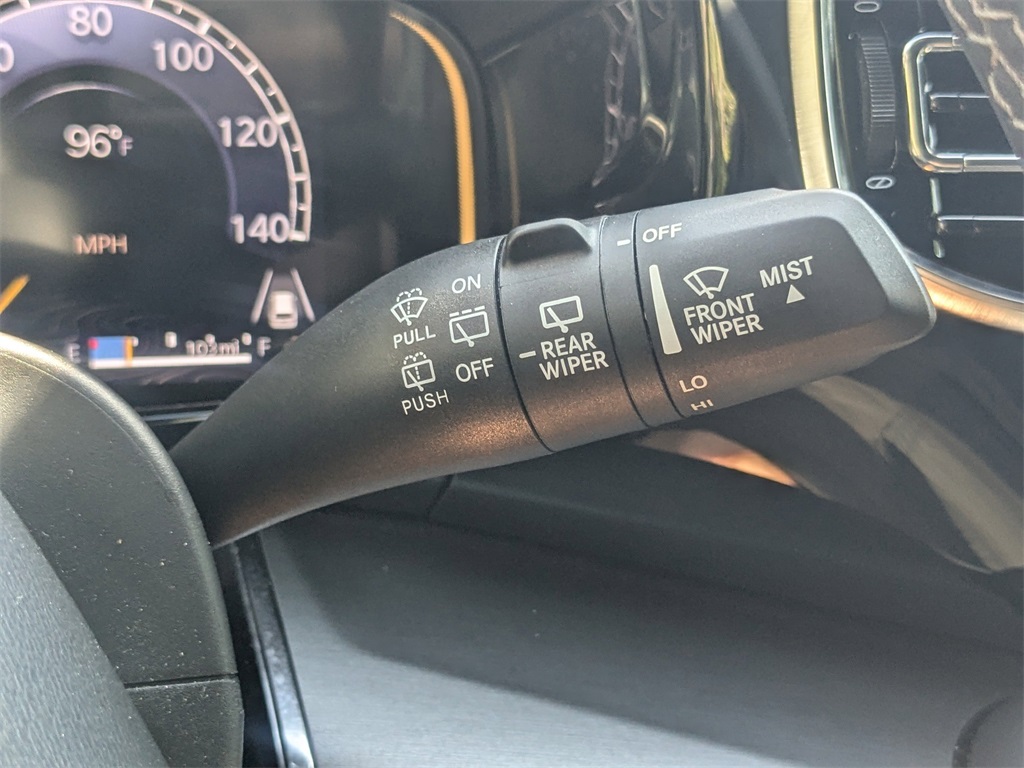 80
100
120
140
96°F
MPH
E
103mi
F
ON
PULL
OFF
PUSH
REAR
WIPER
OFF
FRONT
WIPER
MIST
LO
HI